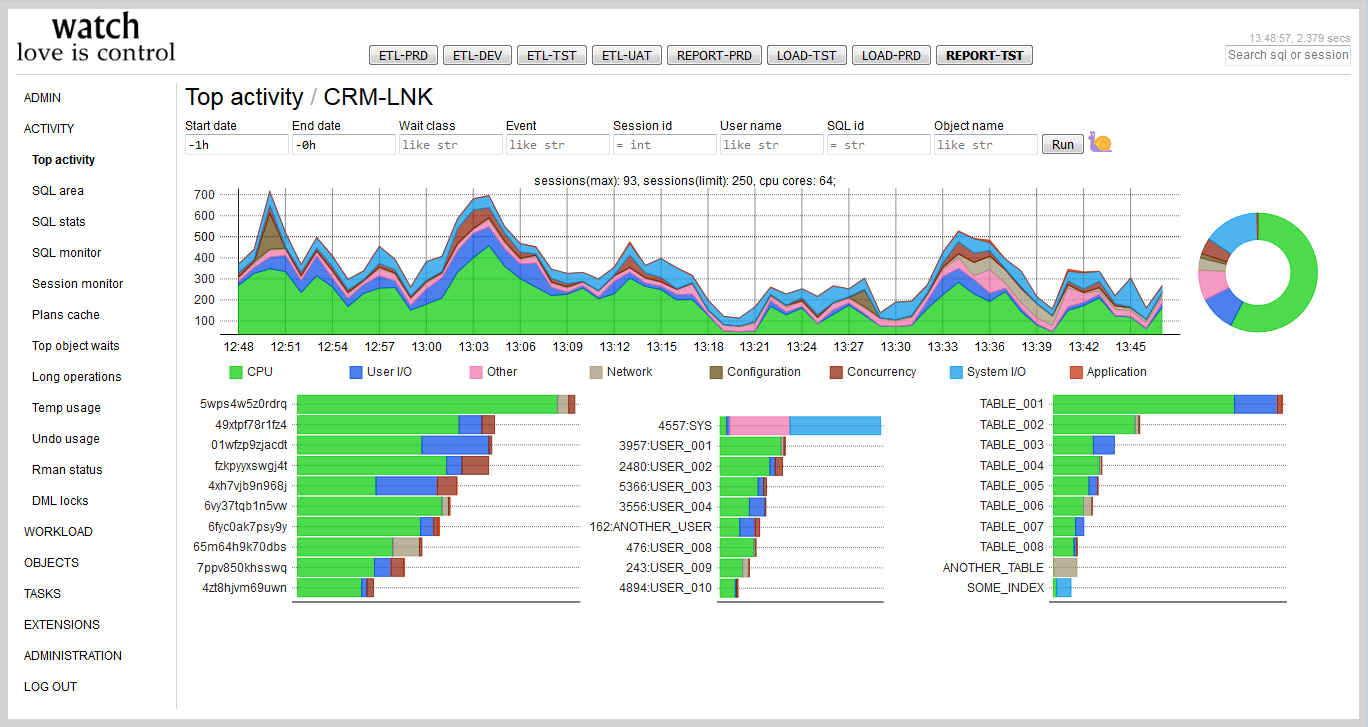 watch
love is control
ETL-PRD ETL-DEV ETL-TST ETL-UAT REPORT-PRD LOAD-TST LOAD-PRD REPORT-TST
13:48:57, 2.379 secs
Search sql or session
ADMIN
ACTIVITY
Top activity
SQL area
SQL stats
SQL monitor
Session monitor
Plans cache
Top object waits
Long operations
Temp usage
Undo usage
Rman status
DML locks
WORKLOAD
OBJECTS
TASKS
EXTENSIONS
ADMINISTRATION
LOG OUT
Top activity / CRM-LNK
Start date End date Wait class Event Session id User name SQL id Object name
-1h -0h like str like str = int like str = str like str Run
sessions(max): 93, sessions(limit): 250, cpu cores: 64;
700
600
500
400
300
200
100
12:48 12:51 12:54 12:57 13:00 13:03 13:06 13:09 13:12 13:15 13:18 13:21 13:24 13:27 13:30 13:33 13:36 13:39 13:42 13:45
CPU User I/O Other Network Configuration Concurrency System I/O Application
5wps4w5z0rdrq
49xtpf78r1fz4
01wfzp9zjacdt
fzkpyyxswgj4t
4xh7vjb9n968j
6vy37tqb1n5vw
6fyc0ak7psy9y
65m64h9k70dbs
7ppv850khsswq
4zt8hjvm69uwn
4557:SYS
3957:USER_001
2480:USER_002
5366:USER_003
3556:USER_004
162:ANOTHER_USER
476:USER_008
243:USER_009
4894:USER_010
TABLE_001
TABLE_002
TABLE_003
TABLE_004
TABLE_005
TABLE_006
TABLE_007
TABLE_008
ANOTHER_TABLE
SOME_INDEX